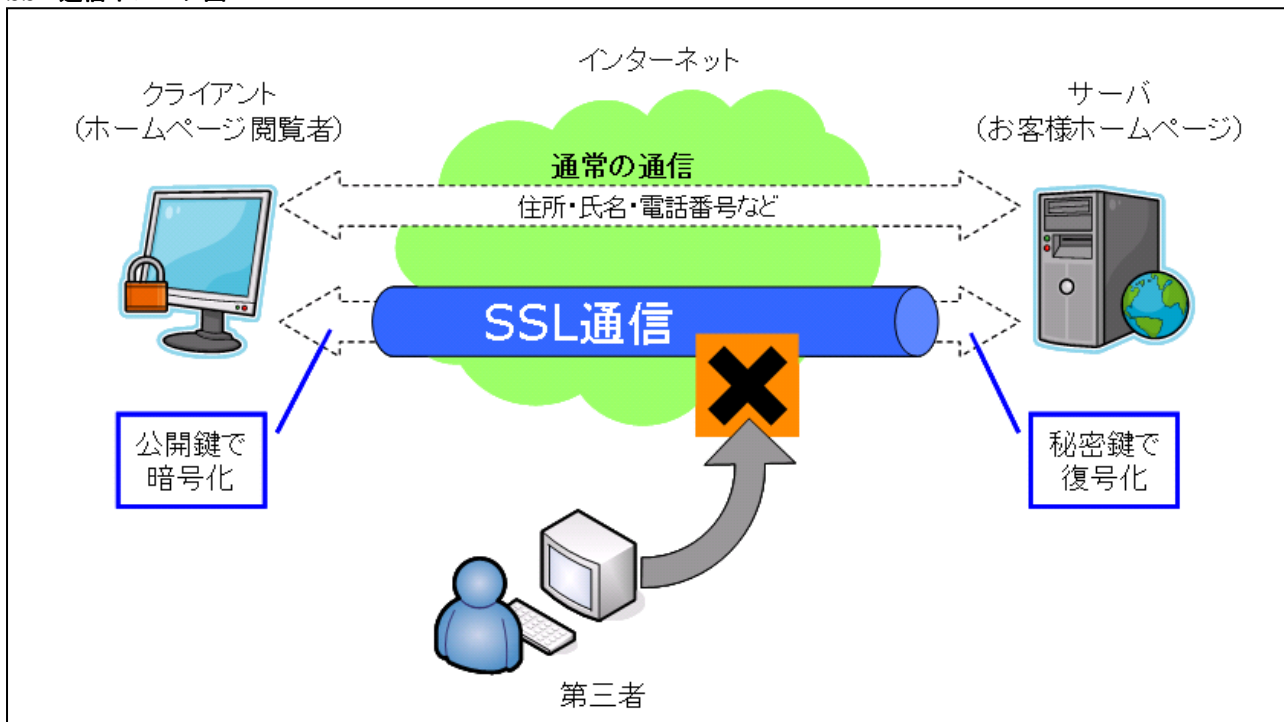 インターネット
クライアント
(ホームページ閲覧者)
サーバ
(お客様ホームページ)
通常の通信
住所・氏名・電話番号など
SSL通信
公開鍵で
暗号化
秘密鍵で
復号化
第三者